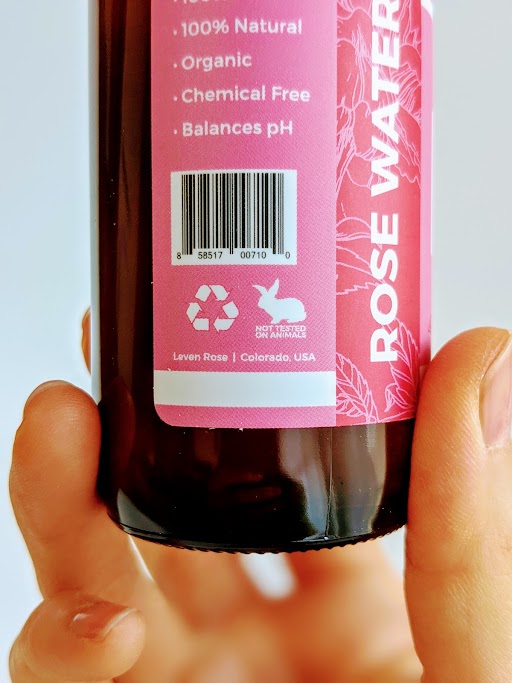 • 100% Natural
• Organic
• Chemical Free
• Balances pH
8 58517 00710 0
NOT TESTED
ON ANIMALS
Leven Rose | Colorado, USA
ROSE WATER